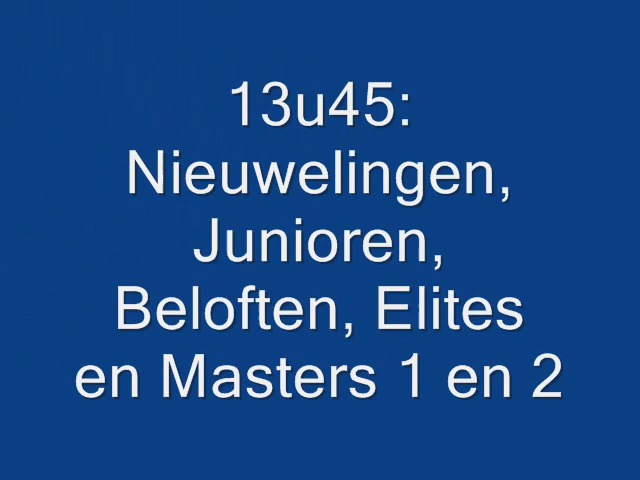 13u45:
Nieuwelingen,
Junioren,
Beloften, Elites
en Masters 1 en 2